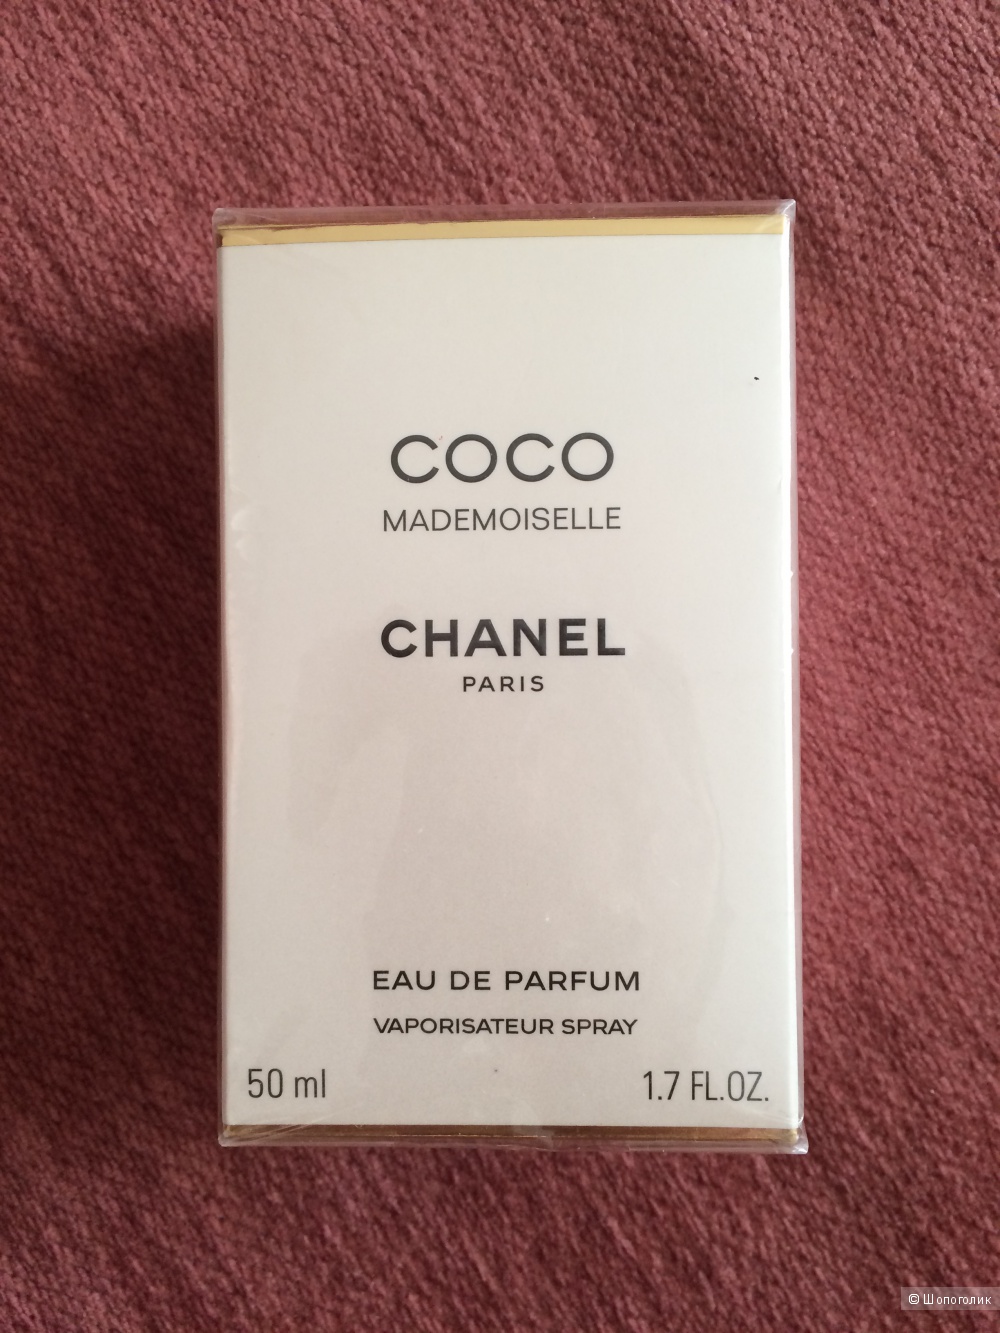 COCO
MADEMOISELLE
CHANEL
PARIS
EAU DE PARFUM
VAPORISATEUR SPRAY
50 ml 1.7 FL.OZ.
© Шопоголик